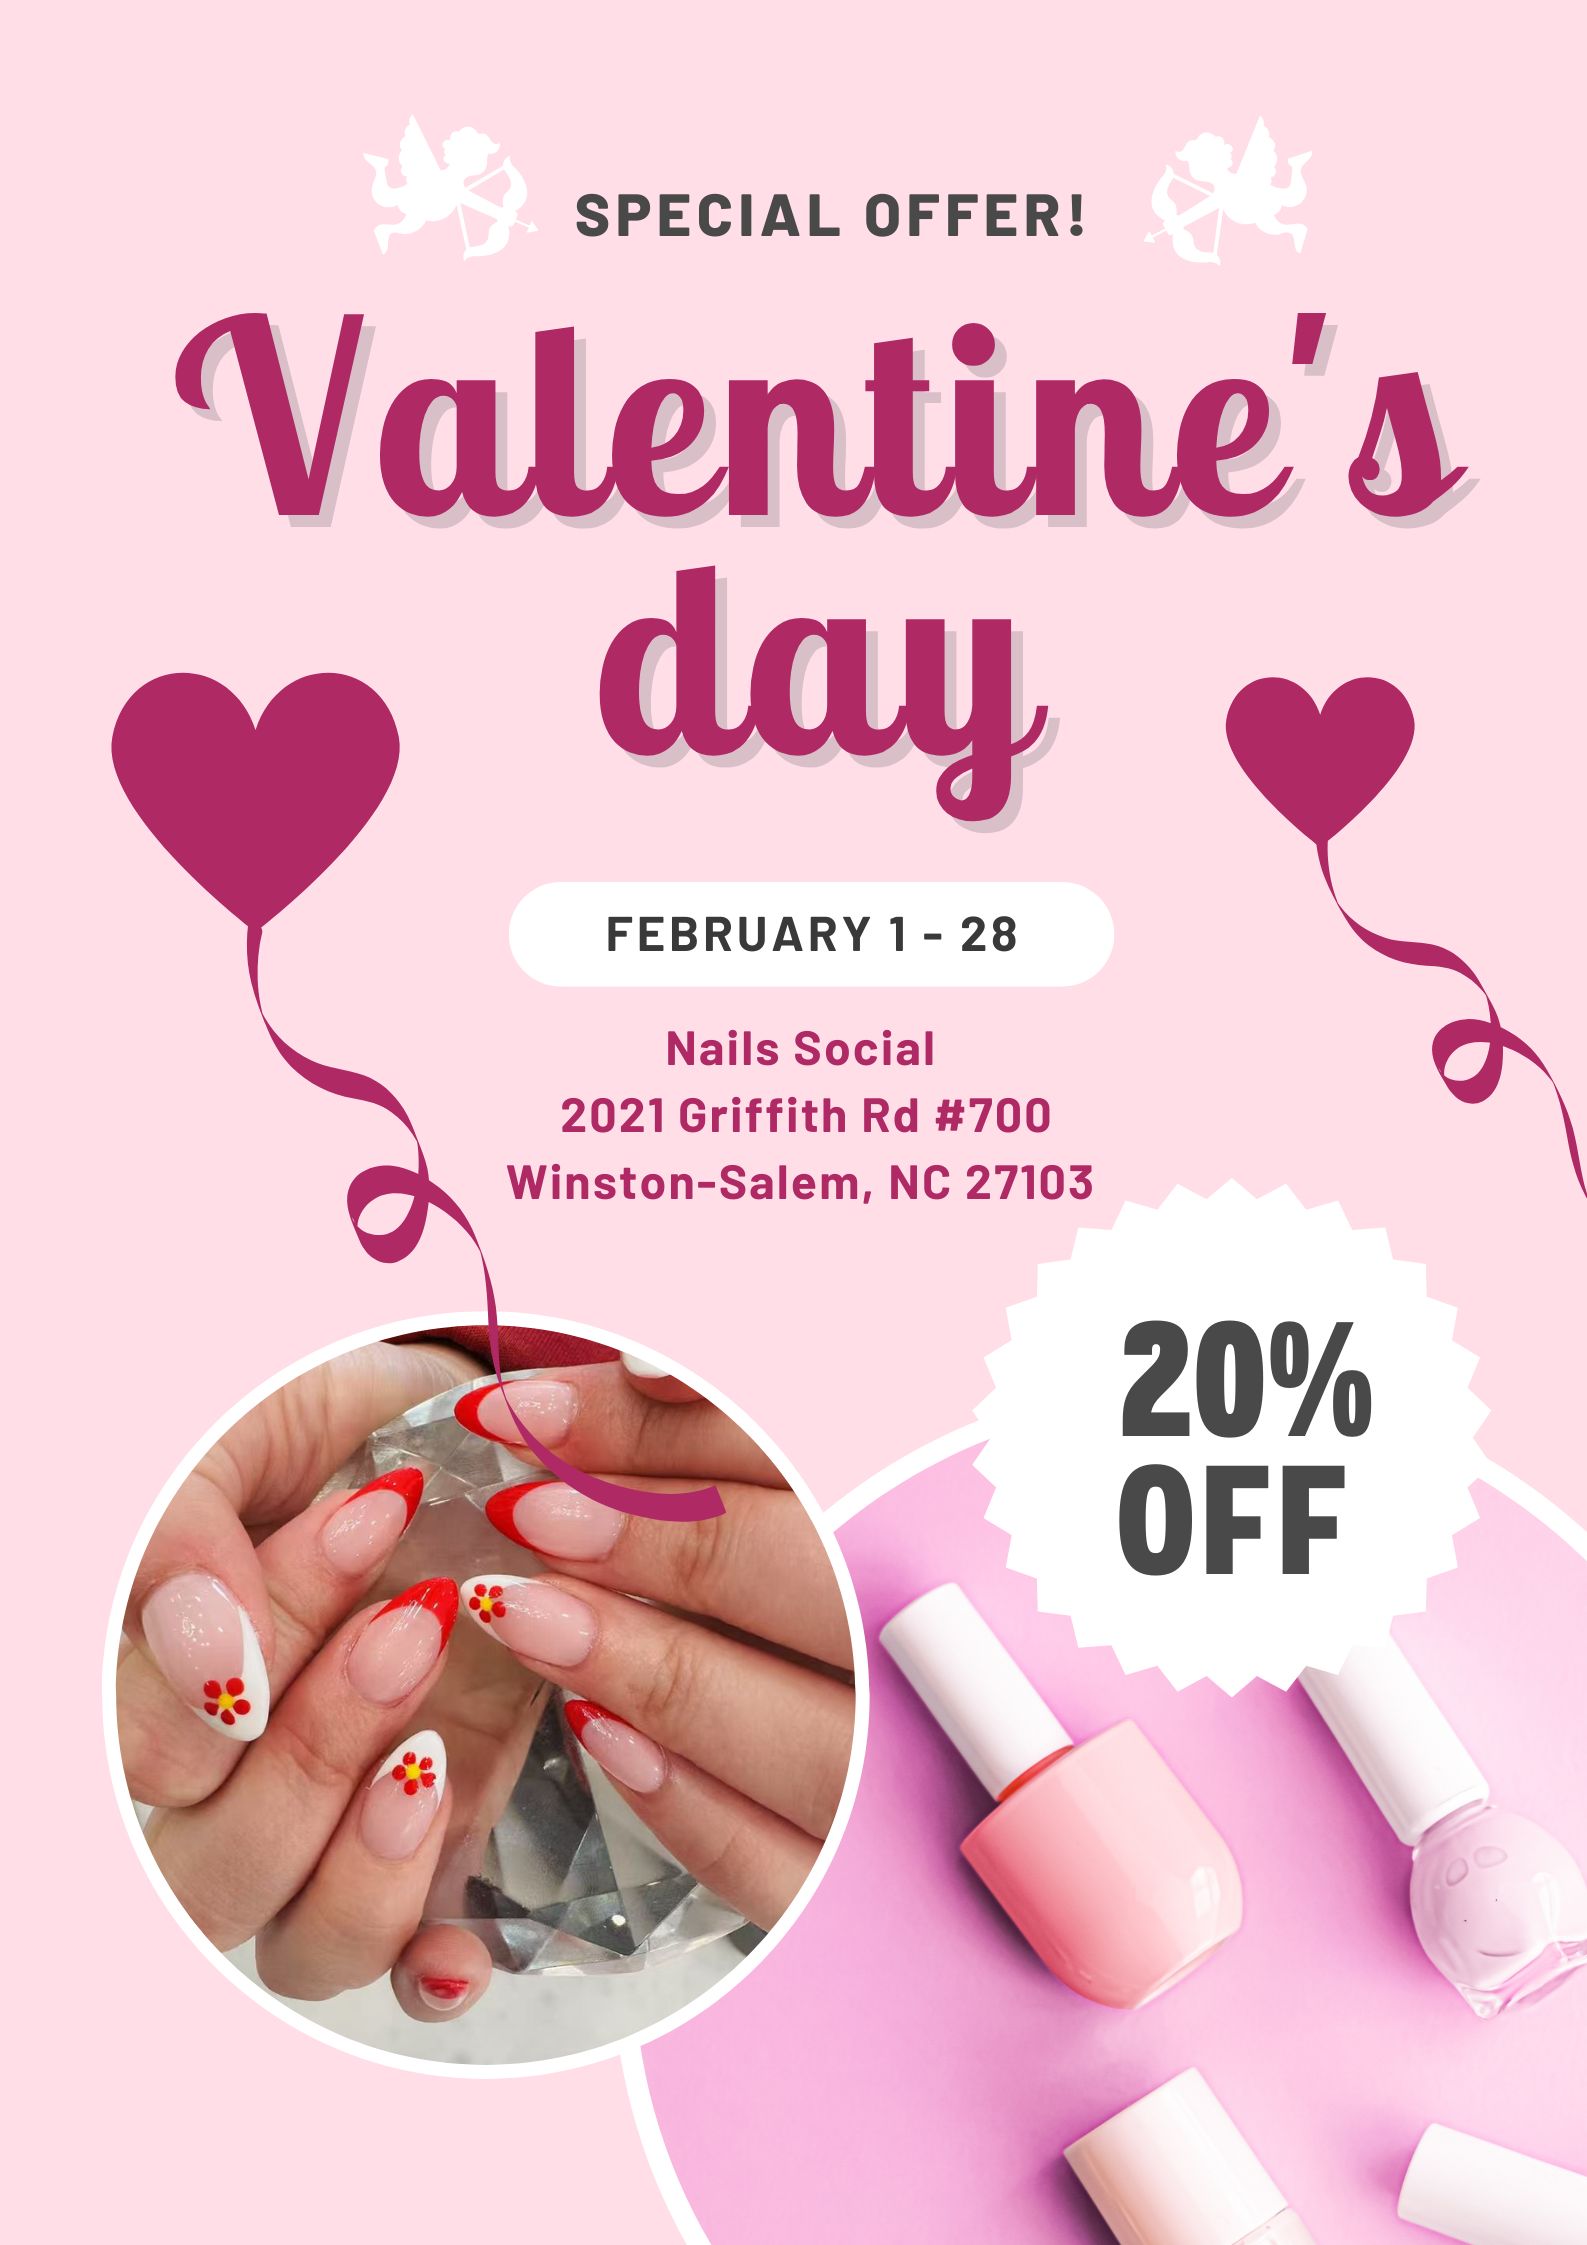 SPECIAL OFFER!
Valentine's
day
FEBRUARY 1 - 28
Nails Social
2021 Griffith Rd #700
Winston-Salem, NC 27103
20%
OFF